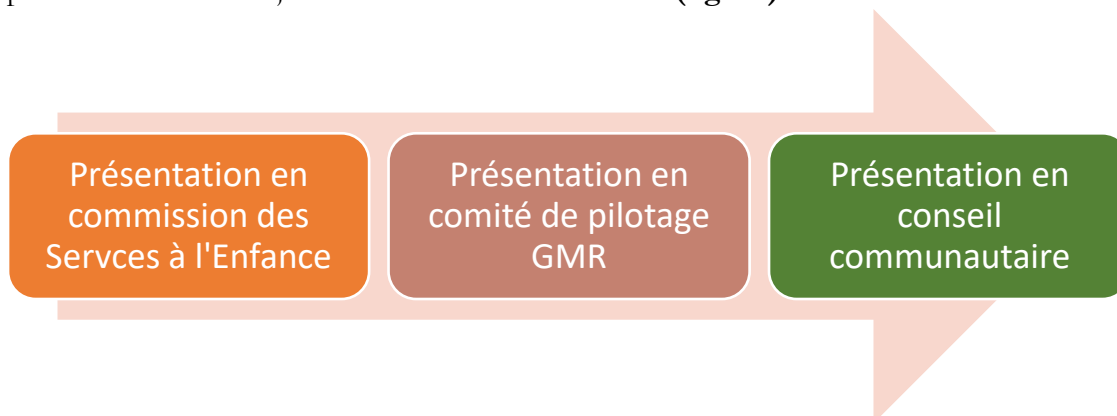 Présentation en
commission des
Servces à l'Enfance
Présentation en
comité de pilotage
GMR
Présentation en
conseil
communautaire